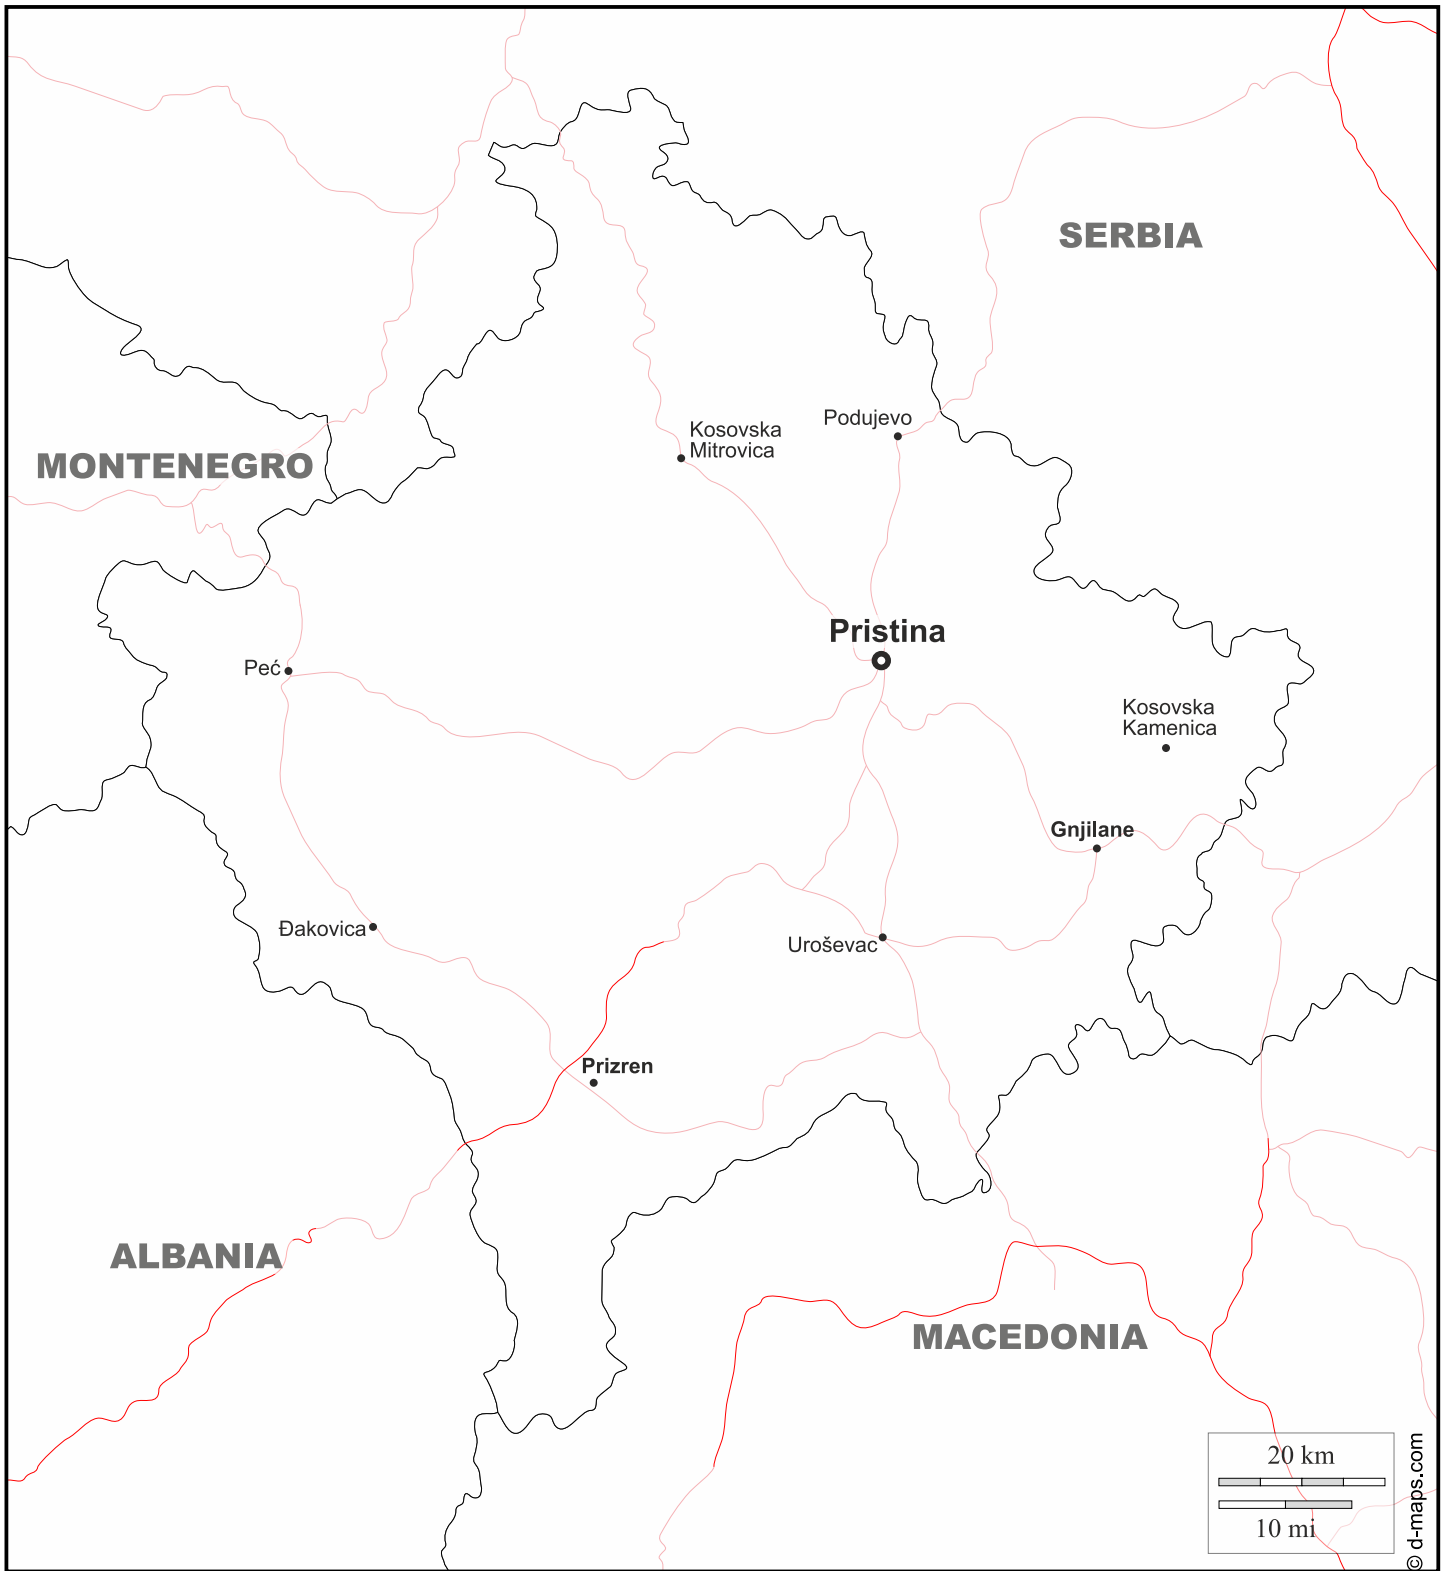 SERBIA
Podujevo
Kosovska
Mitrovica
MONTENEGRO
Pristina
Peć
Kosovska
Kamenica
Gnjilane
Đakovica
Uroševac
Prizren
ALBANIA
MACEDONIA
20 km
10 mi
© d-maps.com